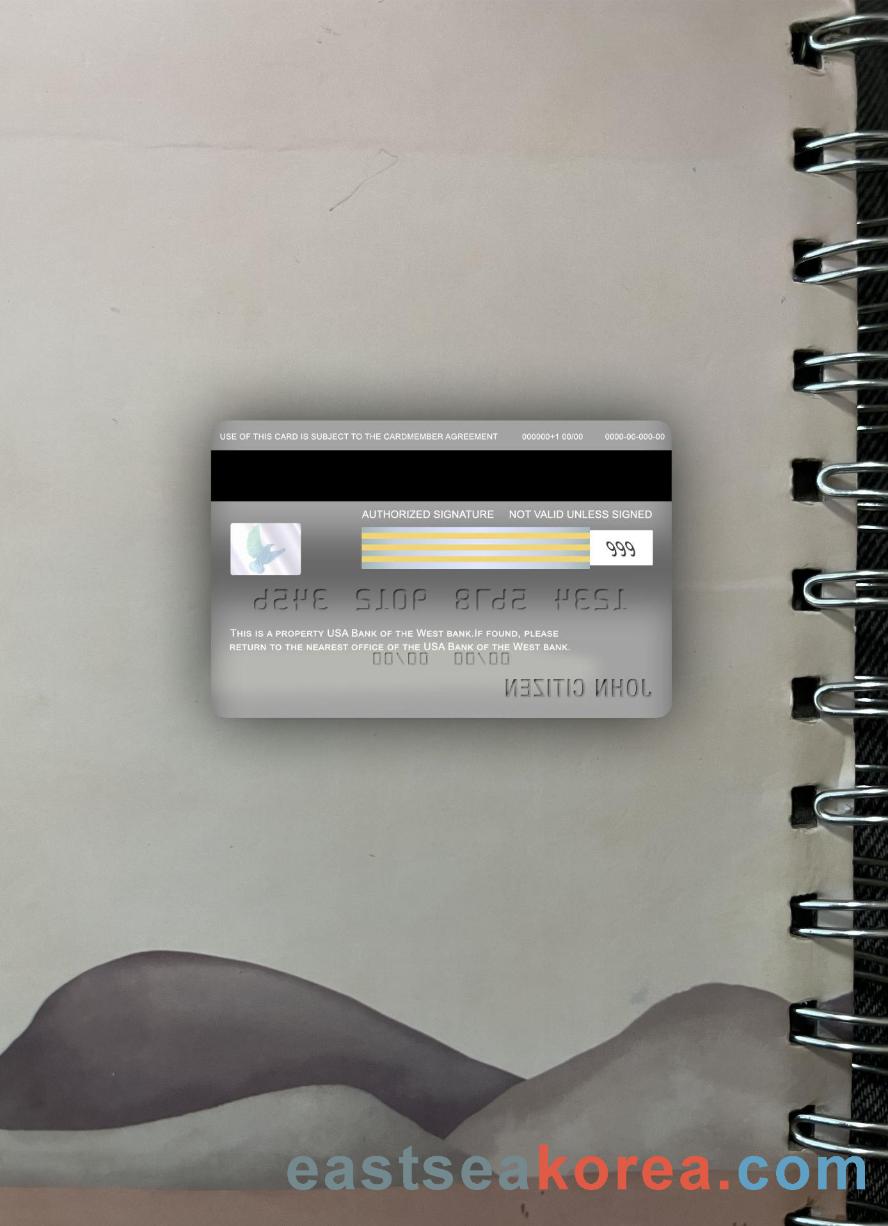 USE OF THIS CARD IS SUBJECT TO THE CARDMEMBER AGREEMENT 000000+1 00/00 0000-00-000-00
AUTHORIZED SIGNATURE NOT VALID UNLESS SIGNED
999
1234 5678 9012 3456
THIS IS A PROPERTY USA BANK OF THE WEST BANK.IF FOUND, PLEASE
RETURN TO THE NEAREST OFFICE OF THE USA BANK OF THE WEST BANK.
00/00 00/00
JOHN CITIZEN
eastseakorea.com